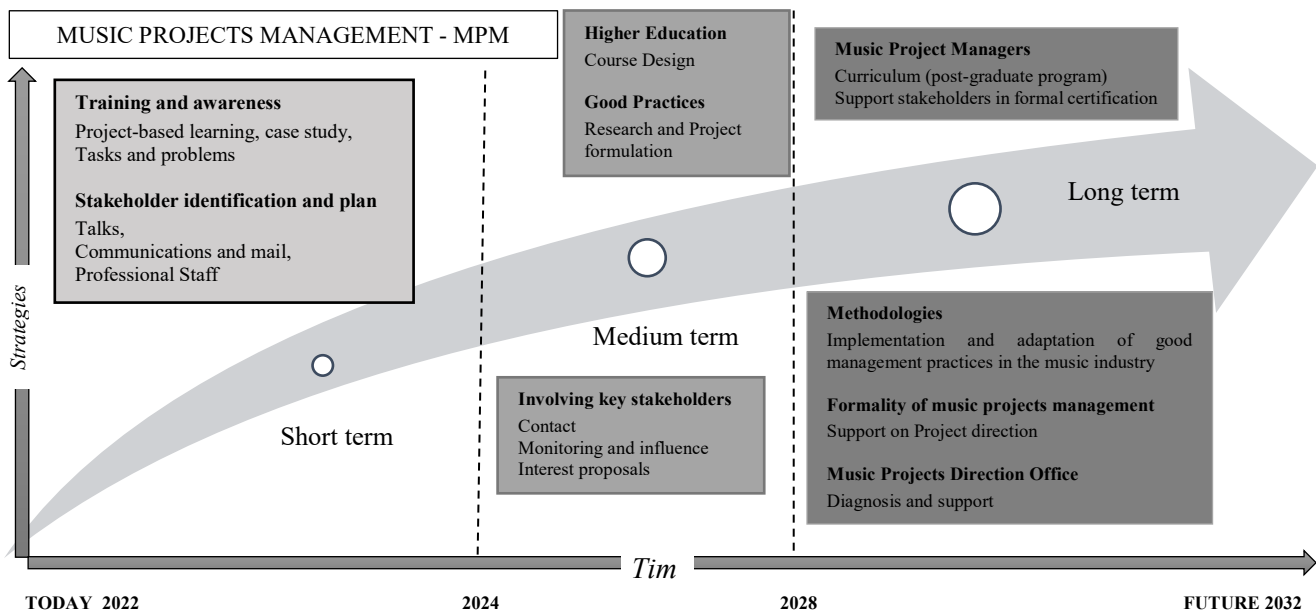 MUSIC PROJECTS MANAGEMENT - MPM
Training and awareness
Project-based learning, case study,
Tasks and problems
Stakeholder identification and plan
Talks,
Communications and mail,
Professional Staff
Higher Education
Course Design
Good Practices
Research and Project
formulation
Music Project Managers
Curriculum (post-graduate program)
Support stakeholders in formal certification
Long term
Medium term
Short term
Strategies
Involving key stakeholders
Contact
Monitoring and influence
Interest proposals
Methodologies
Implementation and adaptation of good
management practices in the music industry
Formality of music projects management
Support on Project direction
Music Projects Direction Office
Diagnosis and support
Tim
TODAY 2022
2024
2028
FUTURE 2032